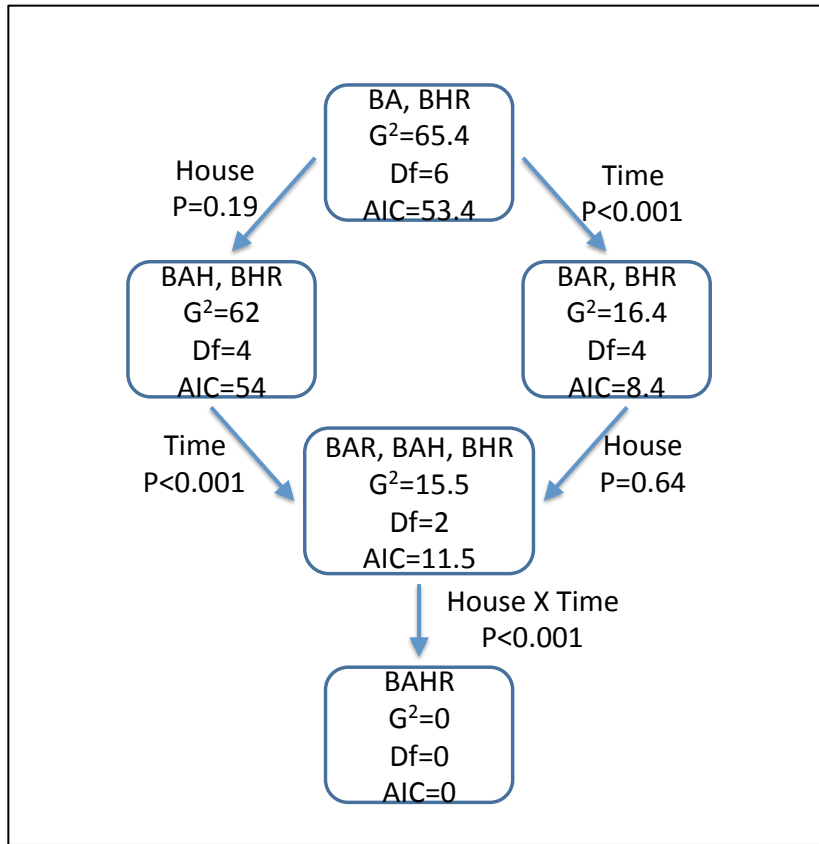 BA, BHR
G²=65.4
Df=6
AIC=53.4
House
P=0.19
Time
P<0.001
BAH, BHR
G²=62
Df=4
AIC=54
BAR, BHR
G²=16.4
Df=4
AIC=8.4
Time
P<0.001
BAR, BAH, BHR
G²=15.5
Df=2
AIC=11.5
House
P=0.64
House X Time
P<0.001
BAHR
G²=0
Df=0
AIC=0